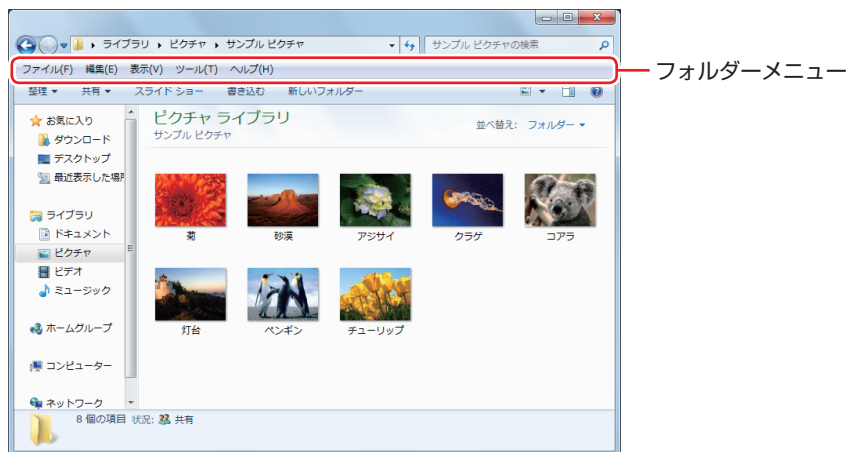 ライブラリ ▸ ピクチャ ▸ サンプル ピクチャ
サンプル ピクチャの検索
ファイル(F) 編集(E) 表示(V) ツール(T) ヘルプ(H)
フォルダーメニュー
整理 共有 スライド ショー 書き込む 新しいフォルダー
お気に入り
ダウンロード
デスクトップ
最近表示した場所
ライブラリ
ドキュメント
ピクチャ
ビデオ
ミュージック
ホームグループ
コンピューター
ネットワーク
ピクチャ ライブラリ
サンプル ピクチャ
並べ替え: フォルダー
菊 砂漠 アジサイ クラゲ コアラ
灯台 ペンギン チューリップ
8 個の項目 状況: 共有